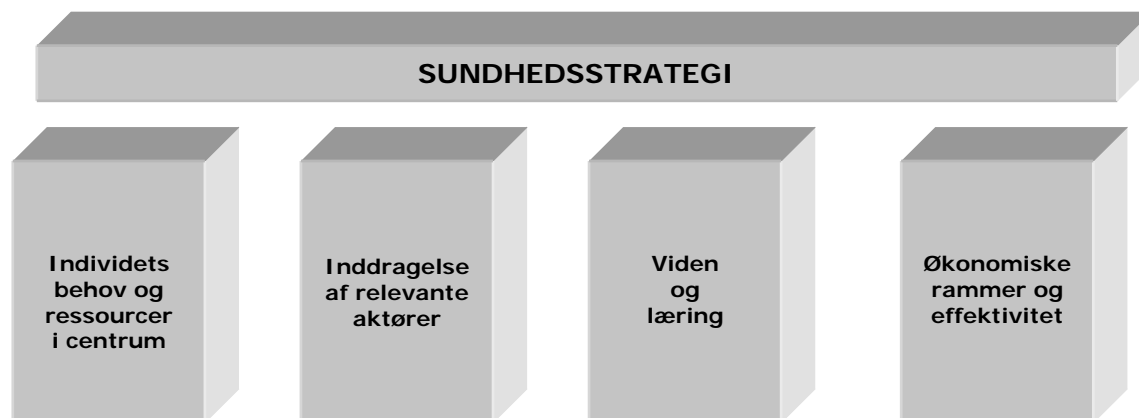 SUNDHEDSSTRATEGI
Individets
behov og
ressourcer
i centrum
Inddragelse
af relevante
aktører
Viden
og
læring
Økonomiske
rammer og
effektivitet